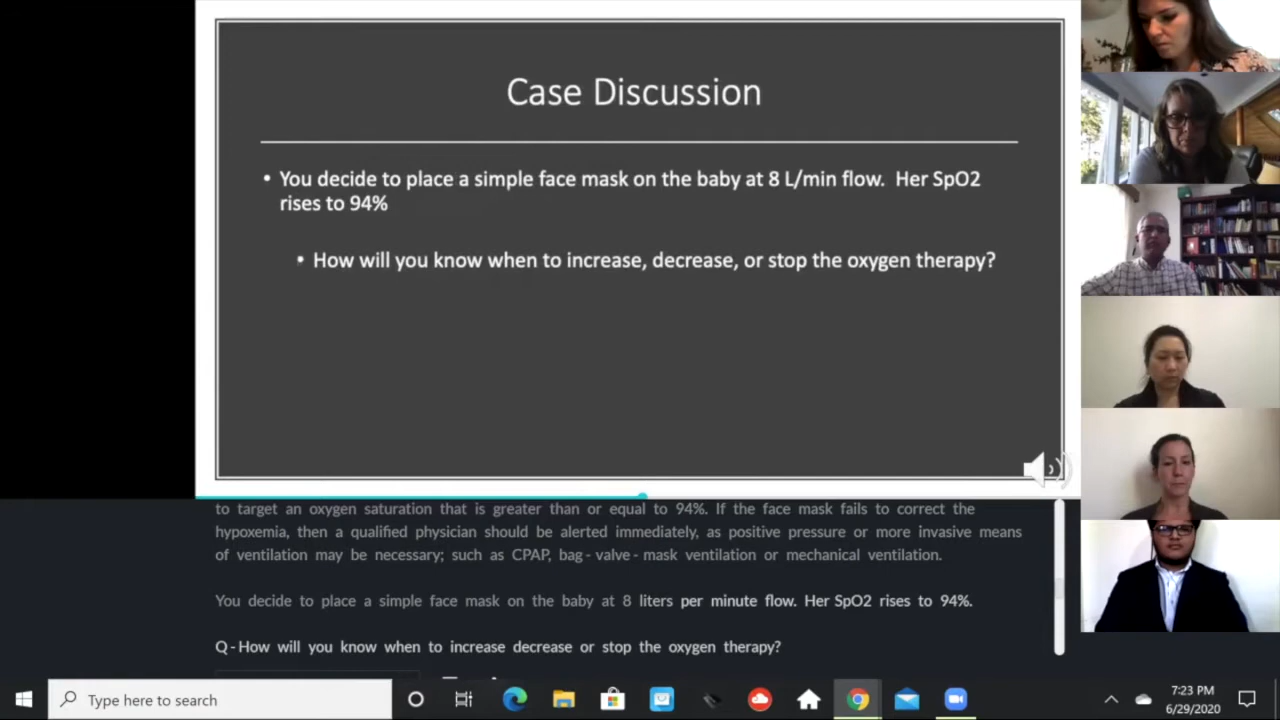 Case Discussion
• You decide to place a simple face mask on the baby at 8 L/min flow.  Her SpO2
rises to 94%
• How will you know when to increase, decrease, or stop the oxygen therapy?
to target an oxygen saturation that is greater than or equal to 94%. If the face mask fails to correct the
hypoxemia, then a qualified physician should be alerted immediately, as positive pressure or more invasive means
of ventilation may be necessary; such as CPAP, bag-valve-mask ventilation or mechanical ventilation.
You decide to place a simple face mask on the baby at 8 liters per minute flow. Her SpO2 rises to 94%.
Q-How will you know when to increase decrease or stop the oxygen therapy?
Type here to search
7:23 PM
6/29/2020